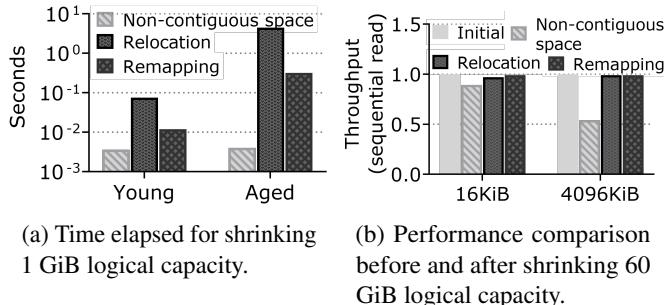 Seconds
10¹
10⁰
10⁻¹
10⁻²
10⁻³
Non-contiguous space
Relocation
Remapping
Young Aged
(a) Time elapsed for shrinking
1 GiB logical capacity.
Throughput
(sequential read)
1.5
1.0
0.5
0.0
Initial
Non-contiguous
space
Relocation
Remapping
16KiB 4096KiB
(b) Performance comparison
before and after shrinking 60
GiB logical capacity.